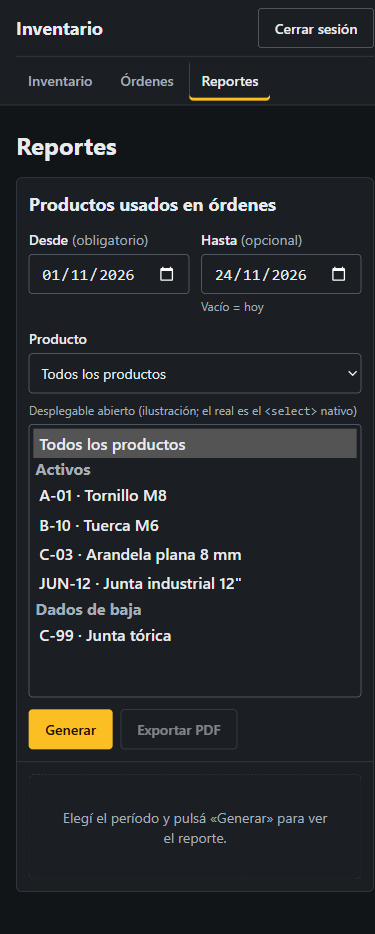 Inventario
Cerrar sesión
Inventario Órdenes Reportes
Reportes
Productos usados en órdenes
Desde (obligatorio) Hasta (opcional)
01/11/2026 24/11/2026
Vacío = hoy
Producto
Todos los productos
Desplegable abierto (ilustración; el real es el <select> nativo)
Todos los productos
Activos
A-01 · Tornillo M8
B-10 · Tuerca M6
C-03 · Arandela plana 8 mm
JUN-12 · Junta industrial 12"
Dados de baja
C-99 · Junta tórica
Generar Exportar PDF
Elegí el período y pulsá «Generar» para ver
el reporte.